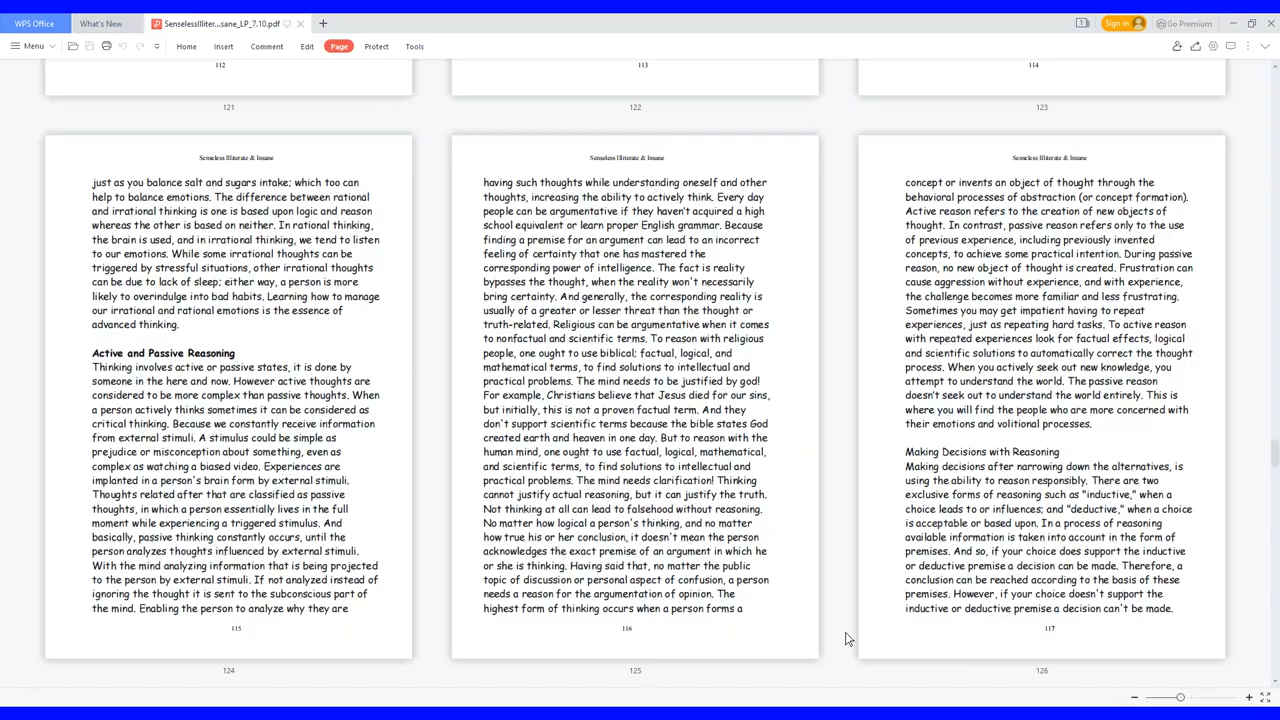 WPS Office
What's New
SenselessIlliter...sane_LP_7.10.pdf
1
Sign in
Go Premium
Menu
Home
Insert
Comment
Edit
Page
Protect
Tools
112
113
114
121
122
123
Senseless Illiterate & Insane
just as you balance salt and sugars intake; which too can
help to balance emotions. The difference between rational
and irrational thinking is one is based upon logic and reason
whereas the other is based on neither. In rational thinking,
the brain is used, and in irrational thinking, we tend to listen
to our emotions. While some irrational thoughts can be
triggered by stressful situations, other irrational thoughts
can be due to lack of sleep; either way, a person is more
likely to overindulge into bad habits. Learning how to manage
our irrational and rational emotions is the essence of
advanced thinking.
Active and Passive Reasoning
Thinking involves active or passive states, it is done by
someone in the here and now. However active thoughts are
considered to be more complex than passive thoughts. When
a person actively thinks sometimes it can be considered as
critical thinking. Because we constantly receive information
from external stimuli. A stimulus could be simple as
prejudice or misconception about something, even as
complex as watching a biased video. Experiences are
implanted in a person's brain form by external stimuli.
Thoughts related after that are classified as passive
thoughts, in which a person essentially lives in the full
moment while experiencing a triggered stimulus. And
basically, passive thinking constantly occurs, until the
person analyzes thoughts influenced by external stimuli.
With the mind analyzing information that is being projected
to the person by external stimuli. If not analyzed instead of
ignoring the thought it is sent to the subconscious part of
the mind. Enabling the person to analyze why they are
115
124
Senseless Illiterate & Insane
having such thoughts while understanding oneself and other
thoughts, increasing the ability to actively think. Every day
people can be argumentative if they haven't acquired a high
school equivalent or learn proper English grammar. Because
finding a premise for an argument can lead to an incorrect
feeling of certainty that one has mastered the
corresponding power of intelligence. The fact is reality
bypasses the thought, when the reality won't necessarily
bring certainty. And generally, the corresponding reality is
usually of a greater or lesser threat than the thought or
truth-related. Religious can be argumentative when it comes
to nonfactual and scientific terms. To reason with religious
people, one ought to use biblical; factual, logical, and
mathematical terms, to find solutions to intellectual and
practical problems. The mind needs to be justified by god!
For example, Christians believe that Jesus died for our sins,
but initially, this is not a proven factual term. And they
don't support scientific terms because the bible states God
created earth and heaven in one day. But to reason with the
human mind, one ought to use factual, logical, mathematical,
and scientific terms, to find solutions to intellectual and
practical problems. The mind needs clarification! Thinking
cannot justify actual reasoning, but it can justify the truth.
Not thinking at all can lead to falsehood without reasoning.
No matter how logical a person's thinking, and no matter
how true his or her conclusion, it doesn't mean the person
acknowledges the exact premise of an argument in which he
or she is thinking. Having said that, no matter the public
topic of discussion or personal aspect of confusion, a person
needs a reason for the argumentation of opinion. The
highest form of thinking occurs when a person forms a
116
125
Senseless Illiterate & Insane
concept or invents an object of thought through the
behavioral processes of abstraction (or concept formation).
Active reason refers to the creation of new objects of
thought. In contrast, passive reason refers only to the use
of previous experience, including previously invented
concepts, to achieve some practical intention. During passive
reason, no new object of thought is created. Frustration can
cause aggression without experience, and with experience,
the challenge becomes more familiar and less frustrating.
Sometimes you may get impatient having to repeat
experiences, just as repeating hard tasks. To active reason
with repeated experiences look for factual effects, logical
and scientific solutions to automatically correct the thought
process. When you actively seek out new knowledge, you
attempt to understand the world. The passive reason
doesn't seek out to understand the world entirely. This is
where you will find the people who are more concerned with
their emotions and volitional processes.
Making Decisions with Reasoning
Making decisions after narrowing down the alternatives, is
using the ability to reason responsibly. There are two
exclusive forms of reasoning such as "inductive," when a
choice leads to or influences; and "deductive," when a choice
is acceptable or based upon. In a process of reasoning
available information is taken into account in the form of
premises. And so, if your choice does support the inductive
or deductive premise a decision can be made. Therefore, a
conclusion can be reached according to the basis of these
premises. However, if your choice doesn't support the
inductive or deductive premise a decision can't be made.
117
126